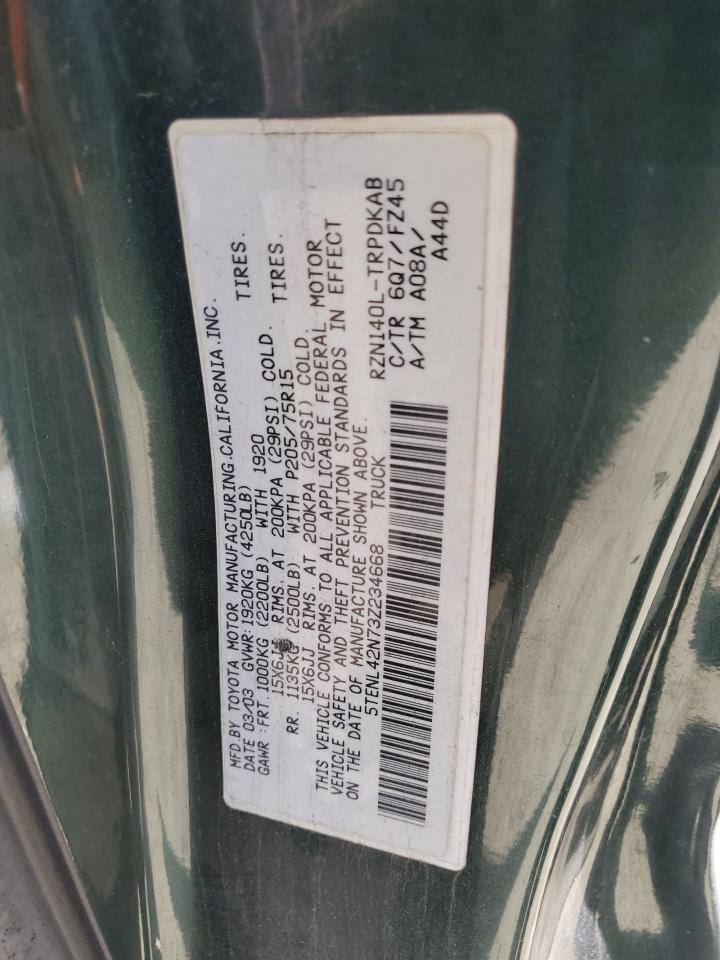 MFD.BY TOYOTA MOTOR MANUFACTURING.CALIFORNIA.INC.
DATE 03/03 GVWR:1920KG (4250LB)
GAWR :FRT.1000KG (2200LB) WITH 1920 TIRES.
15X6JJ RIMS. AT 200KPA (29PSI) COLD.
RR. 1135KG (2500LB) WITH P205/75R15 TIRES.
15X6JJ RIMS. AT 200KPA (29PSI) COLD.
THIS VEHICLE CONFORMS TO ALL APPLICABLE FEDERAL MOTOR
VEHICLE SAFETY AND THEFT PREVENTION STANDARDS IN EFFECT
ON THE DATE OF MANUFACTURE SHOWN ABOVE.
5TENL42N73Z234668 TRUCK
RZN140L-TRPDKAB
C/TR 6Q7/FZ45
A/TM A08A/
A44D